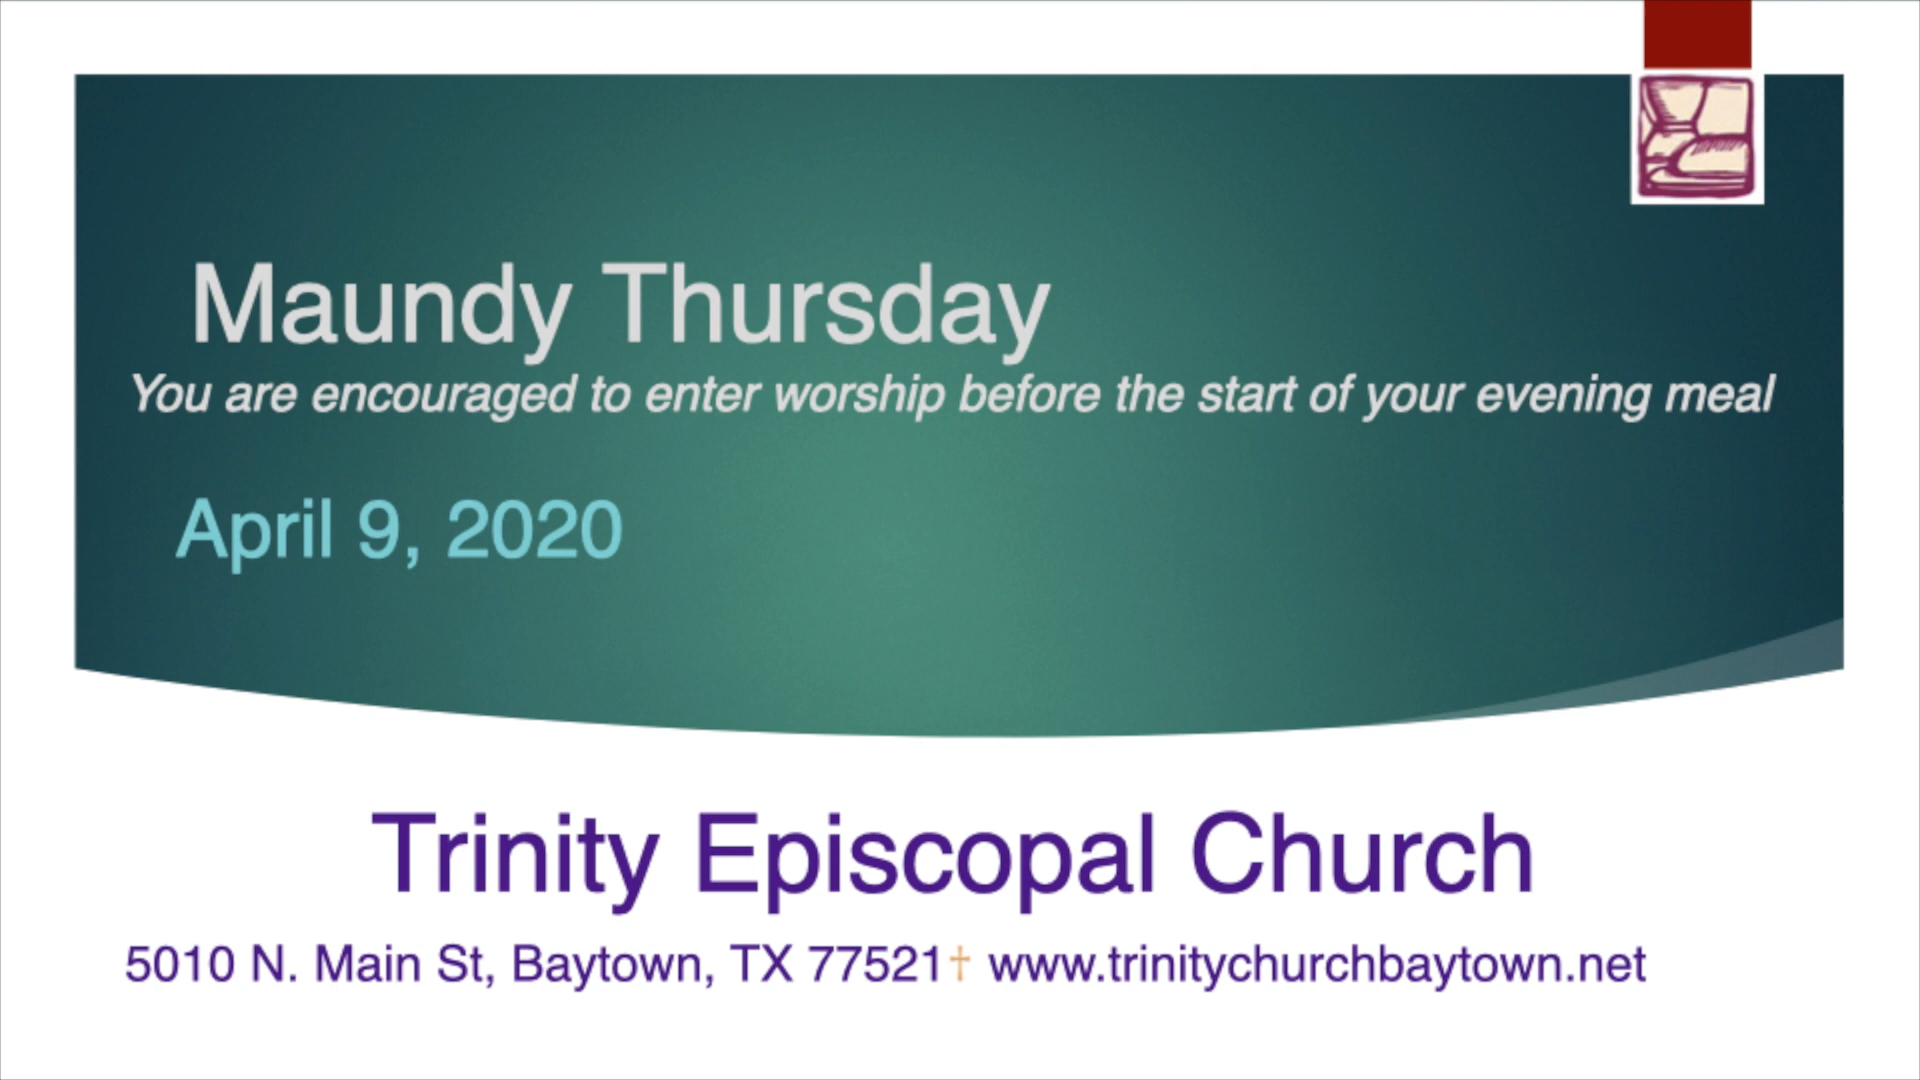 Maundy Thursday
You are encouraged to enter worship before the start of your evening meal
April 9, 2020
Trinity Episcopal Church
5010 N. Main St, Baytown, TX 77521† www.trinitychurchbaytown.net